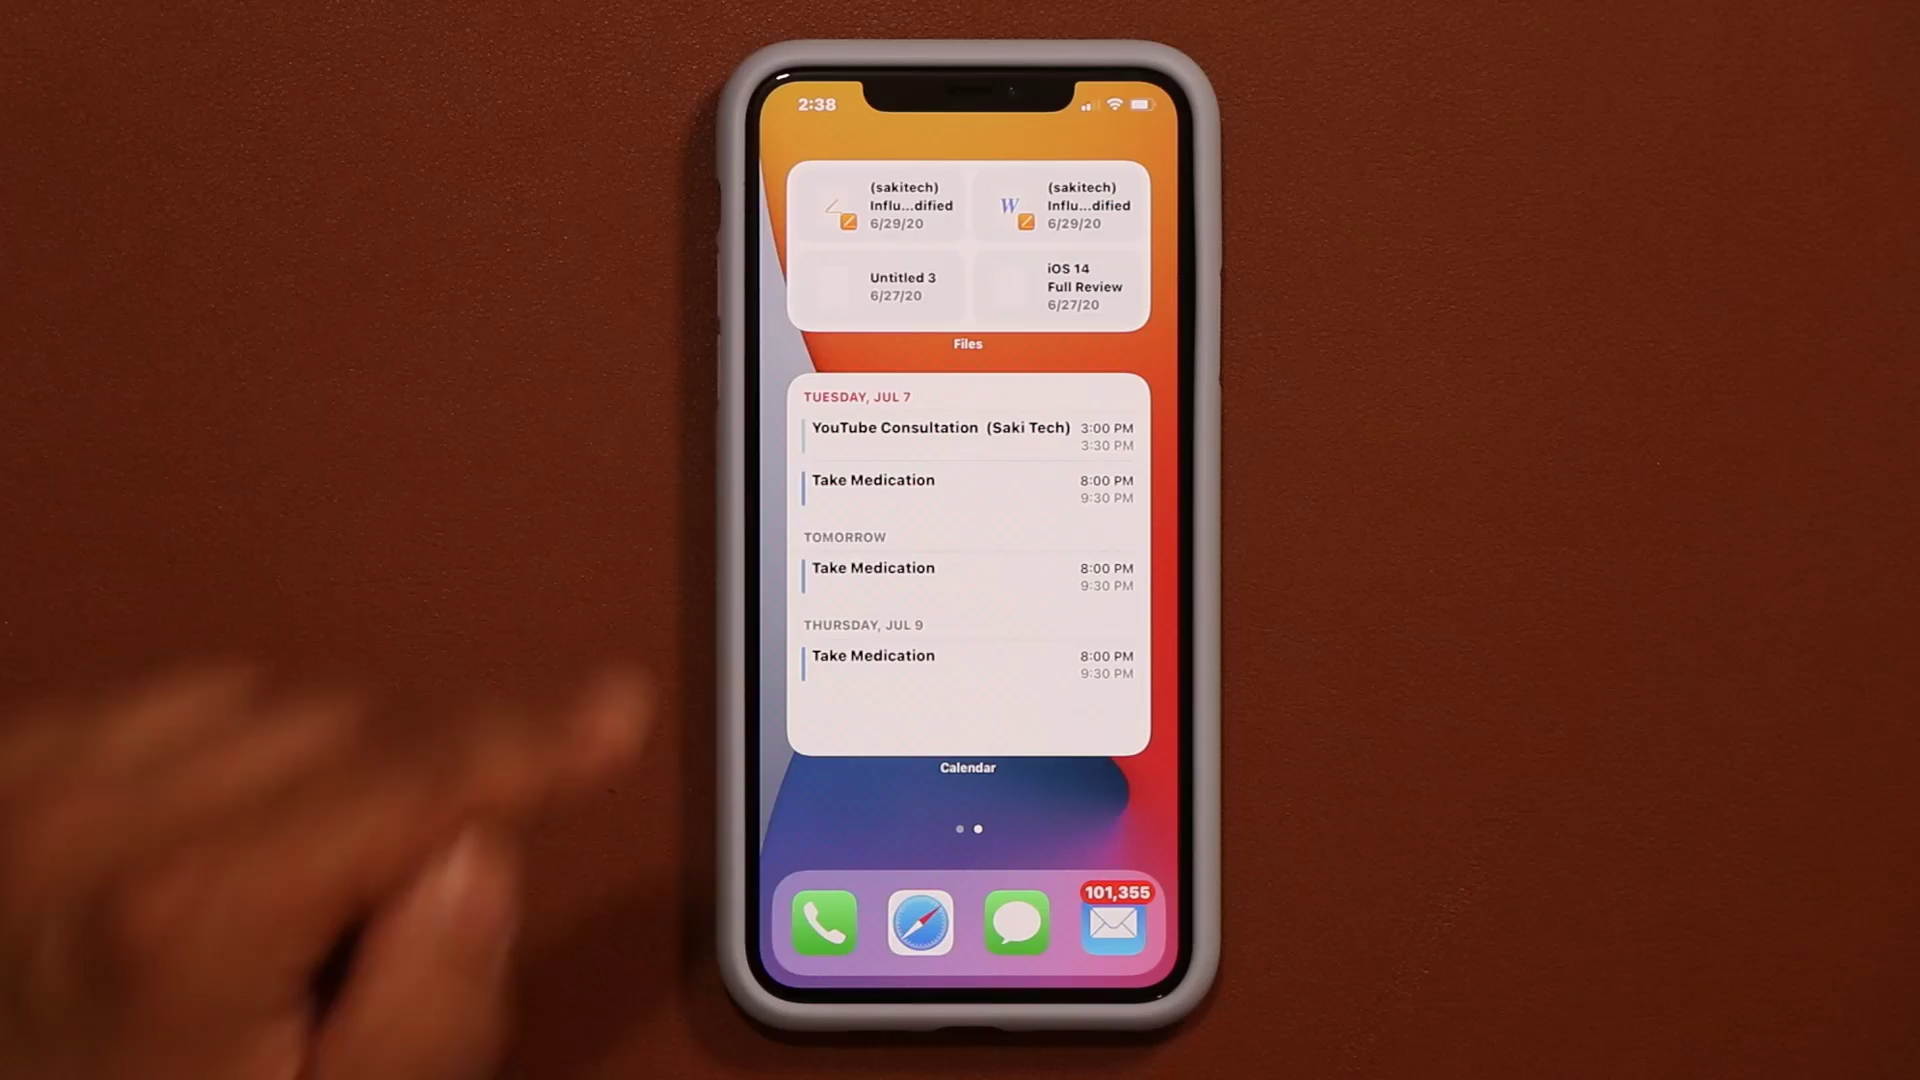 2:38
(sakitech)
Influ...dified
6/29/20
W
(sakitech)
Influ...dified
6/29/20
Untitled 3
6/27/20
iOS 14
Full Review
6/27/20
Files
TUESDAY, JUL 7
YouTube Consultation (Saki Tech) 3:00 PM
3:30 PM
Take Medication 8:00 PM
9:30 PM
TOMORROW
Take Medication 8:00 PM
9:30 PM
THURSDAY, JUL 9
Take Medication 8:00 PM
9:30 PM
Calendar
101,355